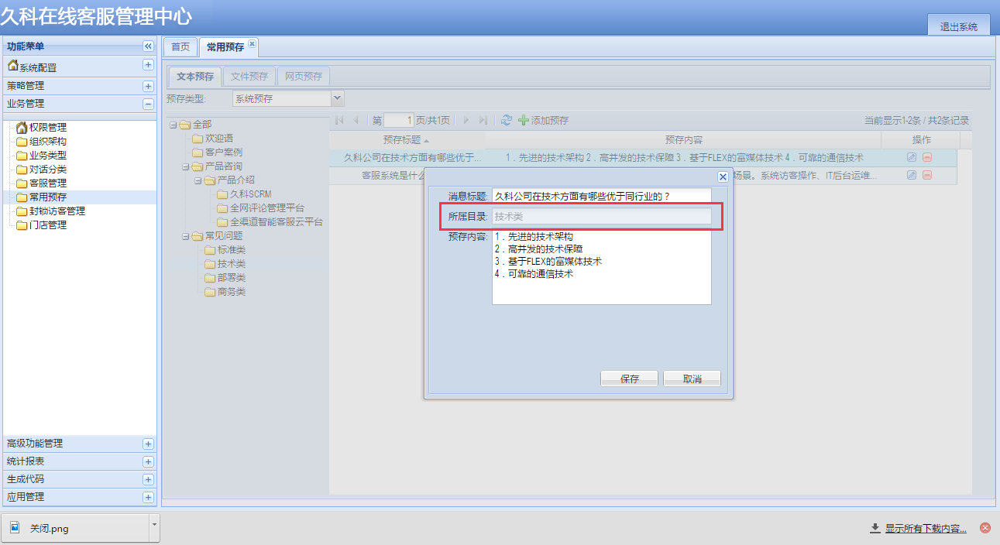 久科在线客服管理中心
退出系统
功能菜单
系统配置
策略管理
业务管理
权限管理
组织架构
业务类型
对话分类
客服管理
常用预存
封锁访客管理
门店管理
高级功能管理
统计报表
生成代码
应用管理
首页
常用预存
文本预存
文件预存
网页预存
预存类型:
系统预存
全部
欢迎语
客户案例
产品咨询
产品介绍
久科SCRM
全网评论管理平台
全渠道智能客服云平台
常见问题
标准类
技术类
部署类
商务类
第 1 页/共1页
添加预存
当前显示1-2条 / 共2条记录
预存标题 预存内容 操作
久科公司在技术方面有哪些优于... 1．先进的技术架构 2．高并发的技术保障 3．基于FLEX的富媒体技术 4．可靠的通信技术
客服系统是什么 场景。系统访客操作、IT后台运维...
消息标题: 久科公司在技术方面有哪些优于同行业的？
所属目录: 技术类
预存内容: 1．先进的技术架构
2．高并发的技术保障
3．基于FLEX的富媒体技术
4．可靠的通信技术
保存 取消
关闭.png
显示所有下载内容...